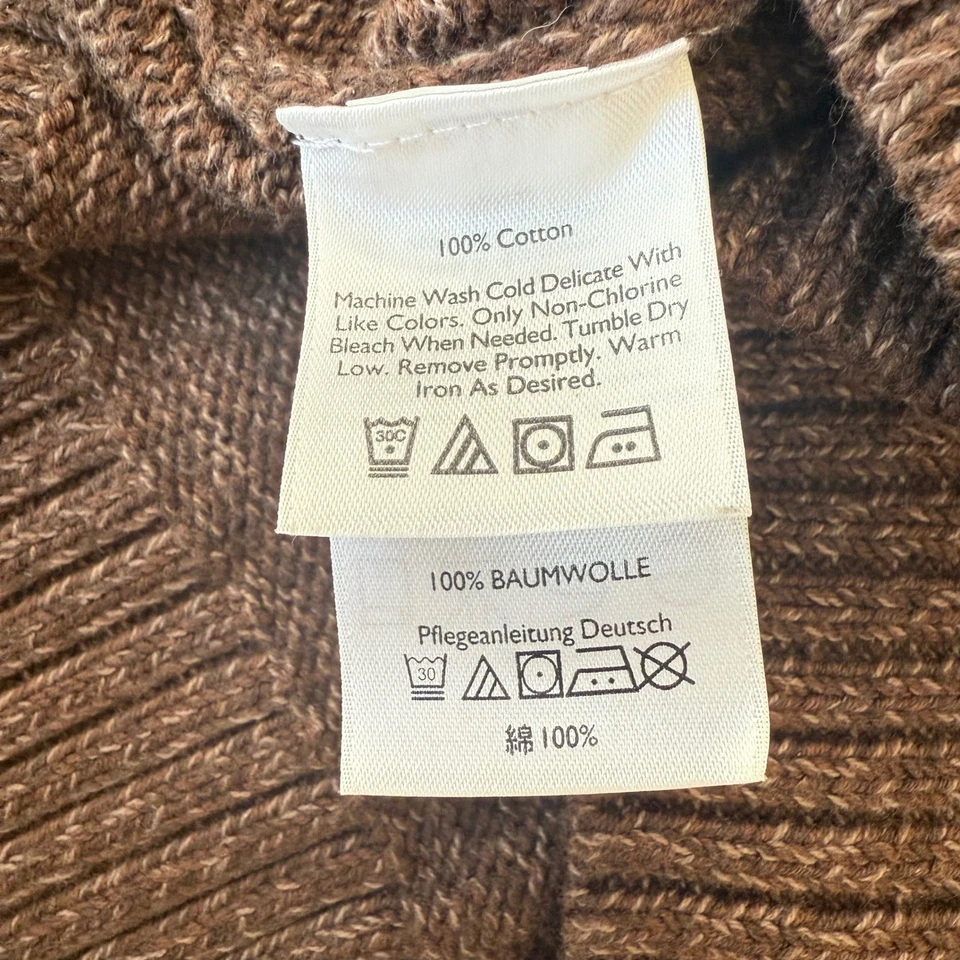 100% Cotton
Machine Wash Cold Delicate With
Like Colors. Only Non-Chlorine
Bleach When Needed. Tumble Dry
Low. Remove Promptly. Warm
Iron As Desired.
30C
100% BAUMWOLLE
Pflegeanleitung Deutsch
30
綿 100%